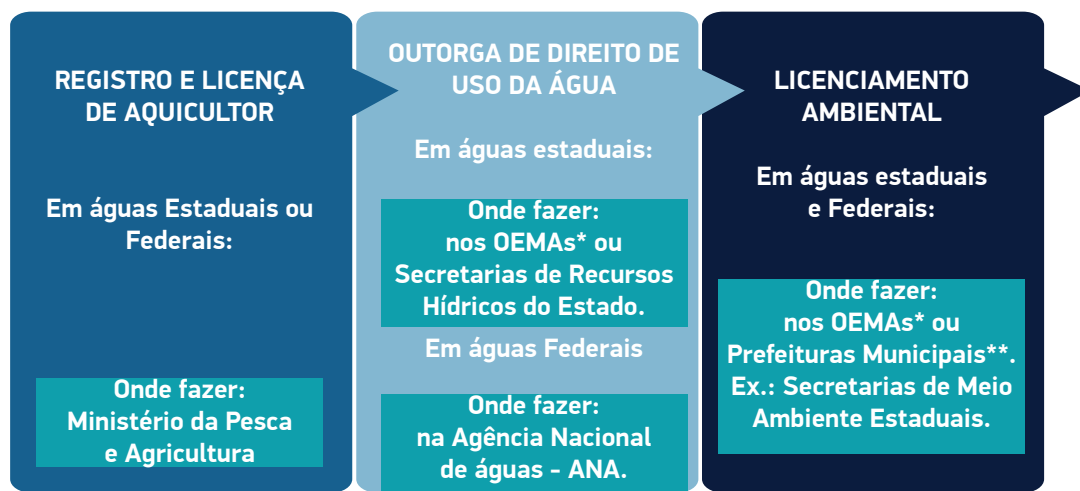 REGISTRO E LICENÇA
DE AQUICULTOR
Em águas Estaduais ou
Federais:
Onde fazer:
Ministério da Pesca
e Agricultura
OUTORGA DE DIREITO DE
USO DA ÁGUA
Em águas estaduais:
Onde fazer:
nos OEMAs* ou
Secretarias de Recursos
Hídricos do Estado.
Em águas Federais
Onde fazer:
na Agência Nacional
de águas - ANA.
LICENCIAMENTO
AMBIENTAL
Em águas estaduais
e Federais:
Onde fazer:
nos OEMAs* ou
Prefeituras Municipais**.
Ex.: Secretarias de Meio
Ambiente Estaduais.